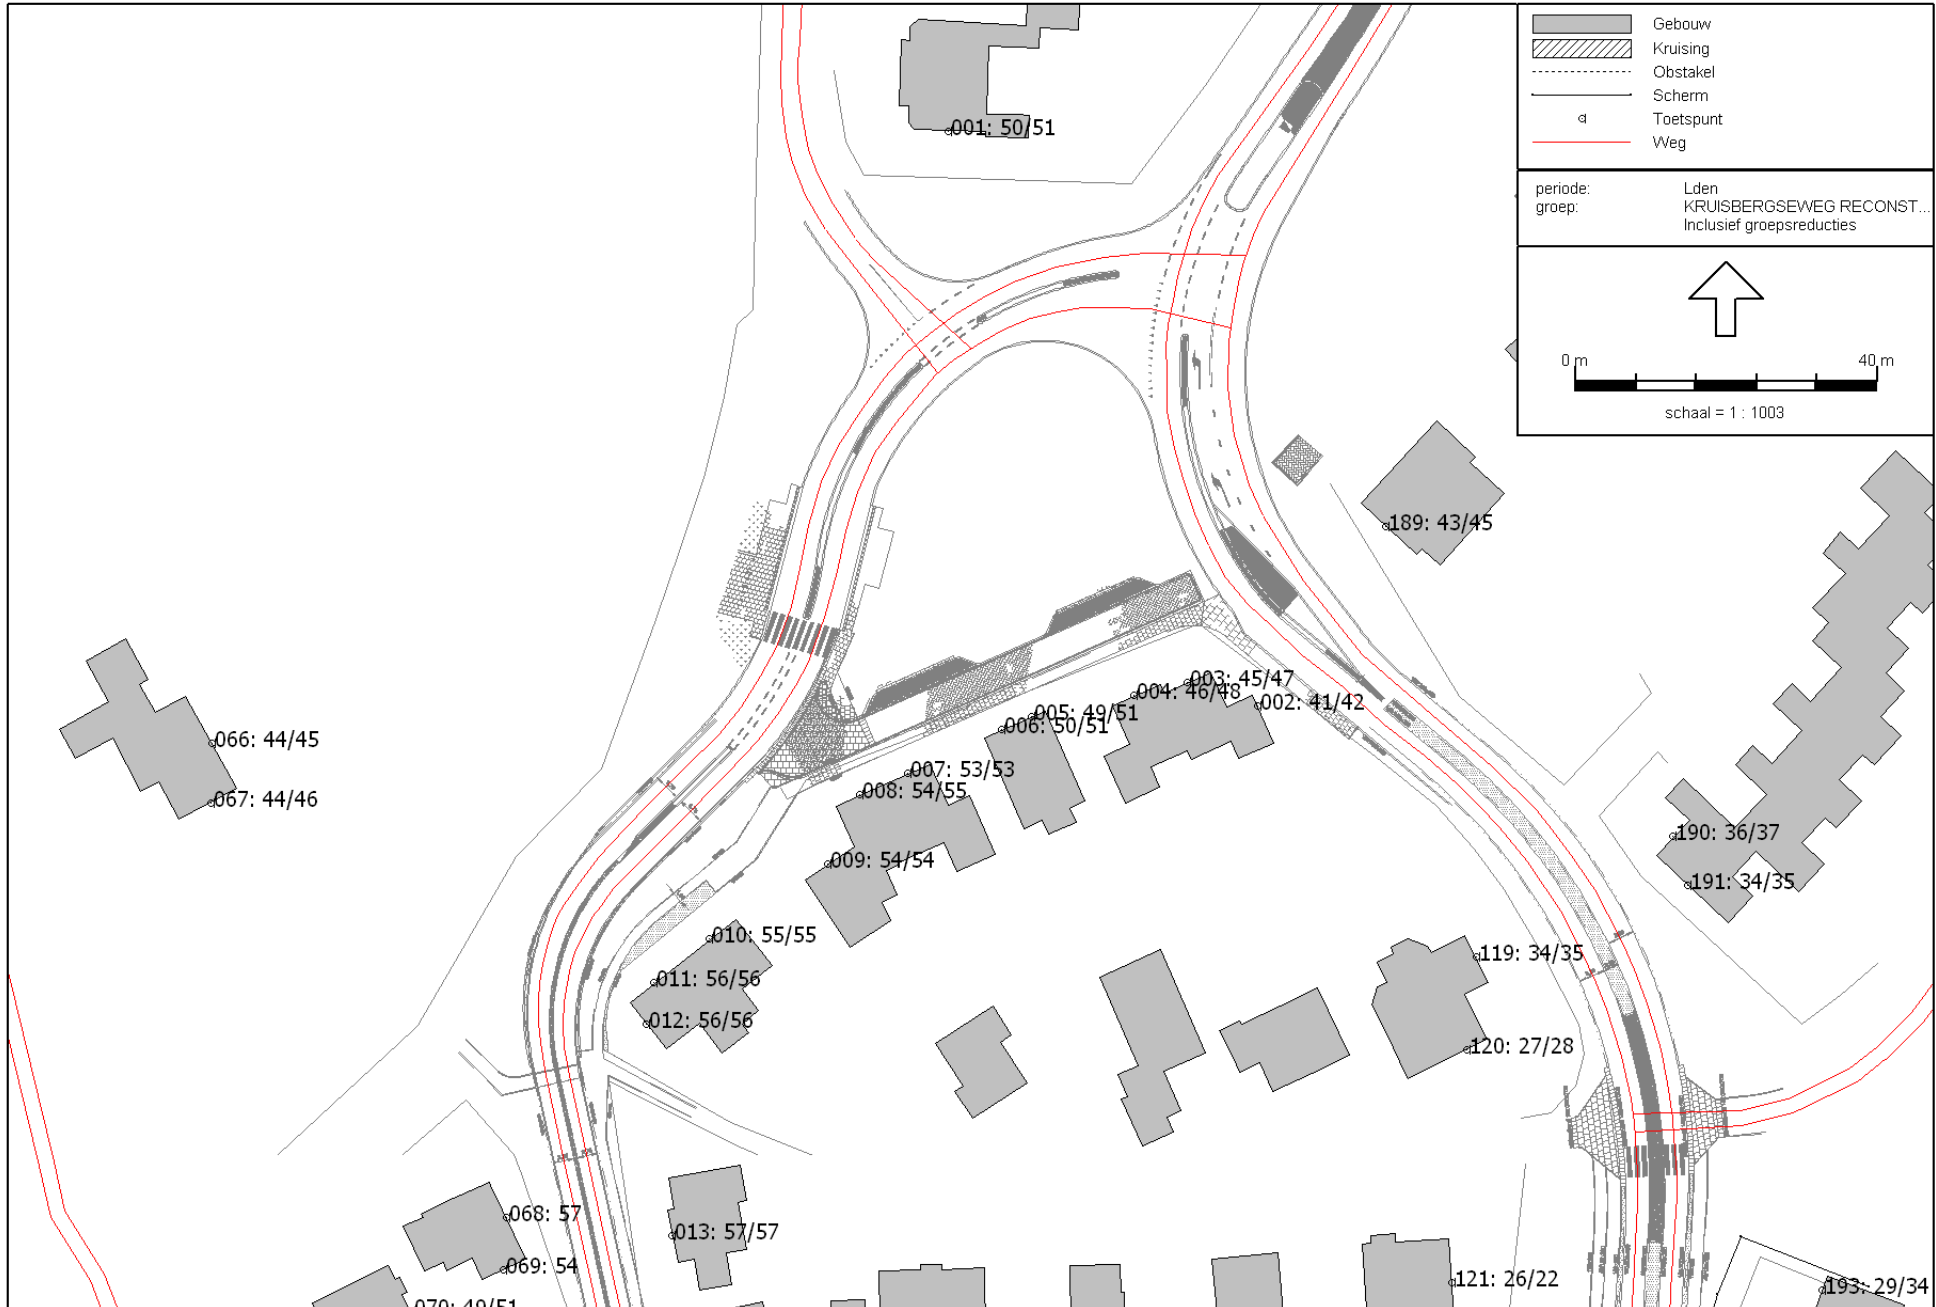 Gebouw
Kruising
Obstakel
Scherm
Toetspunt
Weg
periode: Lden
groep: KRUISBERGSEWEG RECONST...
Inclusief groepsreducties
0 m 40 m
schaal = 1 : 1003
001: 50/51
189: 43/45
003: 45/47
004: 46/48
002: 41/42
005: 49/51
006: 50/51
066: 44/45
007: 53/53
008: 54/55
067: 44/46
190: 36/37
009: 54/54
191: 34/35
010: 55/55
119: 34/35
011: 56/56
012: 56/56
120: 27/28
068: 57
013: 57/57
069: 54
121: 26/22
193: 29/34
070: 49/51